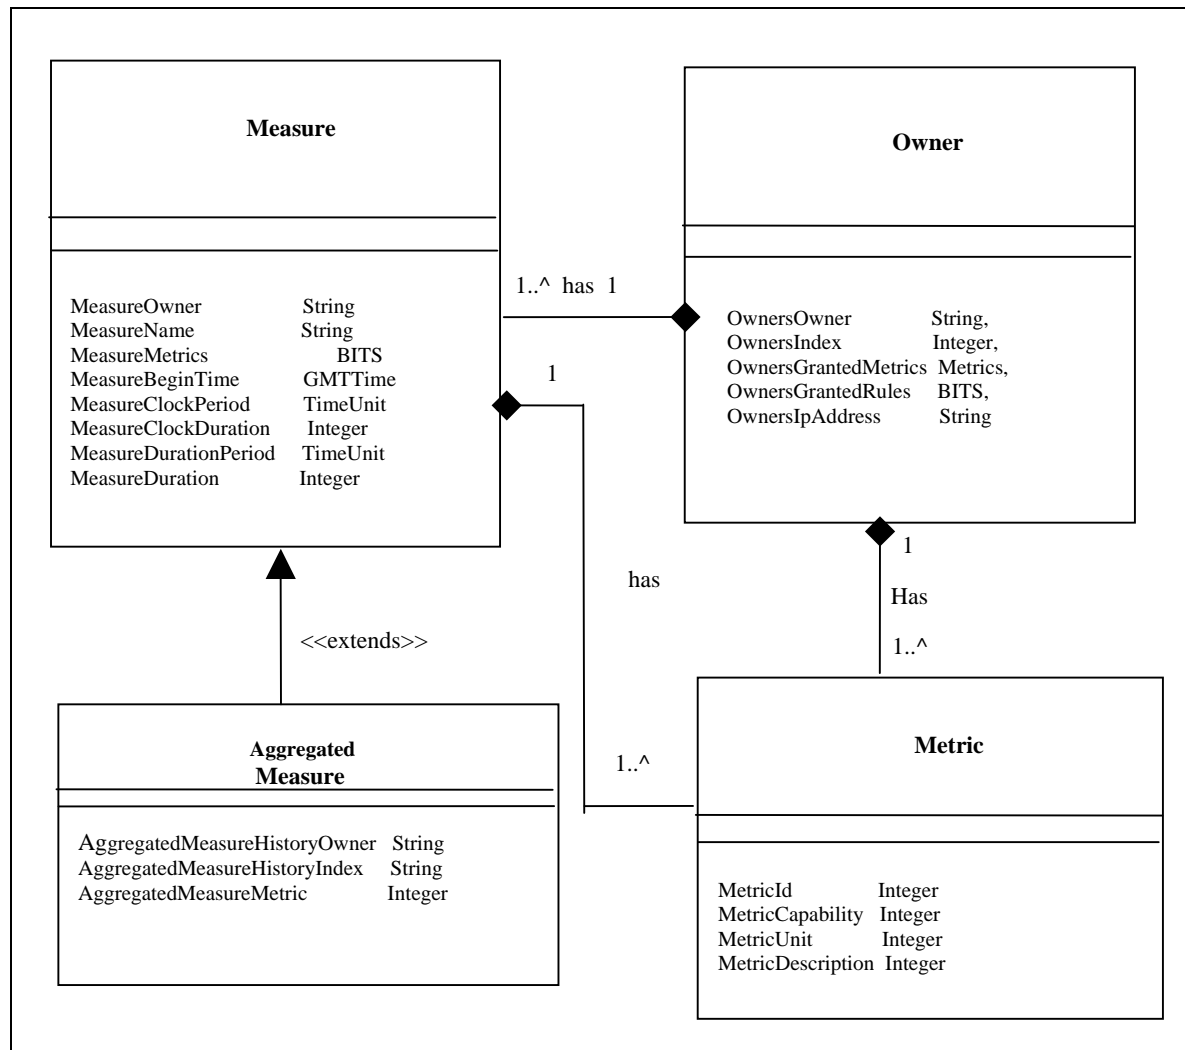 Measure
MeasureOwner String
MeasureName String
MeasureMetrics BITS
MeasureBeginTime GMTTime
MeasureClockPeriod TimeUnit
MeasureClockDuration Integer
MeasureDurationPeriod TimeUnit
MeasureDuration Integer
1..^ has 1
1
Owner
OwnersOwner String,
OwnersIndex Integer,
OwnersGrantedMetrics Metrics,
OwnersGrantedRules BITS,
OwnersIpAddress String
1
Has
1..^
has
1..^
<<extends>>
Aggregated
Measure
AggregatedMeasureHistoryOwner String
AggregatedMeasureHistoryIndex String
AggregatedMeasureMetric Integer
Metric
MetricId Integer
MetricCapability Integer
MetricUnit Integer
MetricDescription Integer